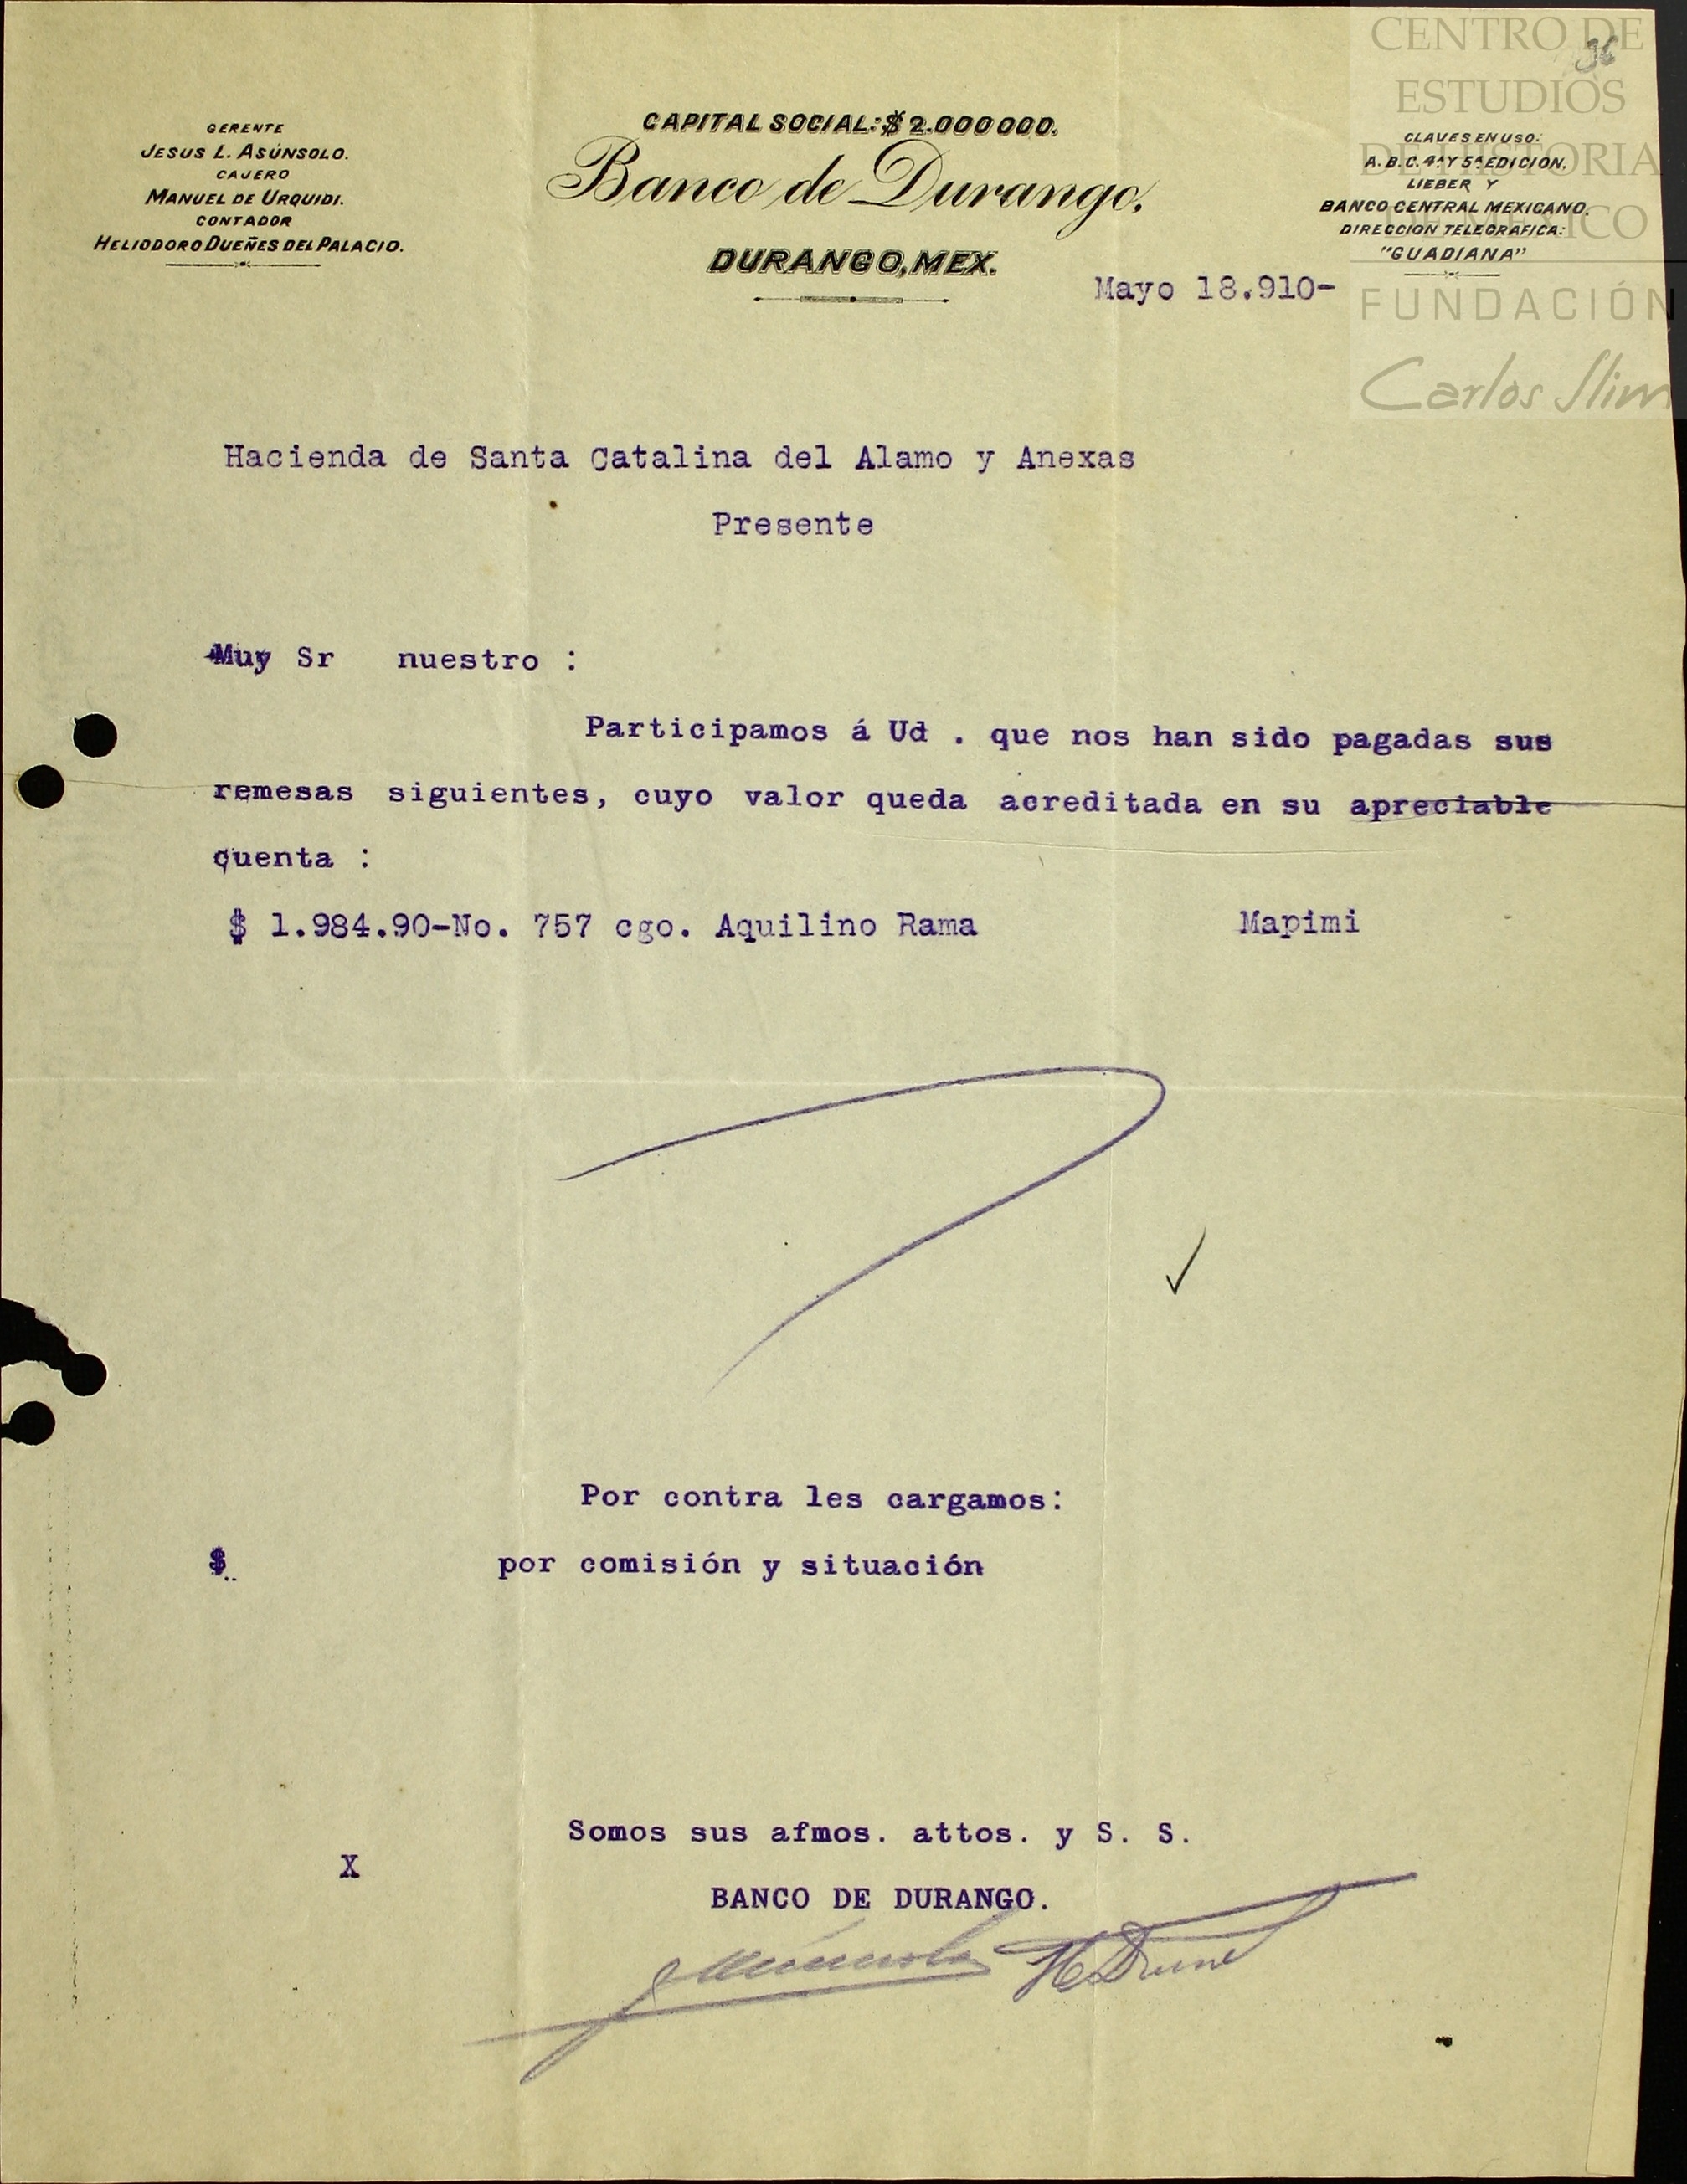 36
CENTRO DE
ESTUDIOS
DE HISTORIA
DE MÉXICO
FUNDACIÓN
Carlos Slim
GERENTE
JESUS L. ASÚNSOLO.
CAJERO
MANUEL DE URQUIDI.
CONTADOR
HELIODORO DUEÑES DEL PALACIO.
CAPITAL SOCIAL: $ 2.000000.
Banco de Durango.
DURANGO, MEX.
CLAVES EN USO:
A. B. C. 4ª Y 5ª EDICION,
LIEBER Y
BANCO CENTRAL MEXICANO.
DIRECCION TELEGRAFICA:
"GUADIANA"
Mayo 18.910-
Hacienda de Santa Catalina del Alamo y Anexas
Presente
Muy Sr nuestro :
Participamos á Ud . que nos han sido pagadas sus
remesas siguientes, cuyo valor queda acreditada en su apreciable
cuenta :
$ 1.984.90-No. 757 cgo. Aquilino Rama Mapimi
Por contra les cargamos:
$.. por comisión y situación
Somos sus afmos. attos. y S. S.
X
BANCO DE DURANGO.